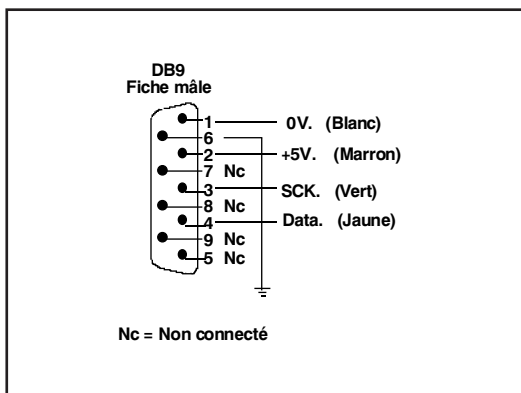 DB9
Fiche mâle
1 0V. (Blanc)
6
2 +5V. (Marron)
7 Nc
3 SCK. (Vert)
8 Nc
4 Data. (Jaune)
9 Nc
5 Nc
Nc = Non connecté